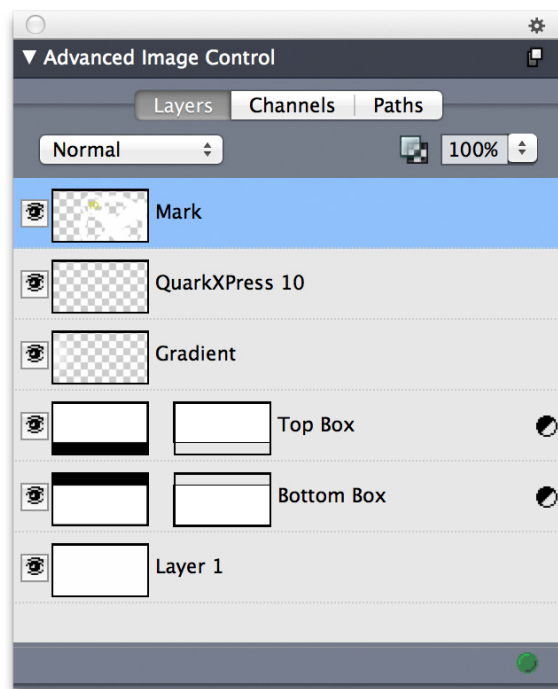 Advanced Image Control
Layers Channels Paths
Normal 100%
Mark
QuarkXPress 10
Gradient
Top Box
Bottom Box
Layer 1